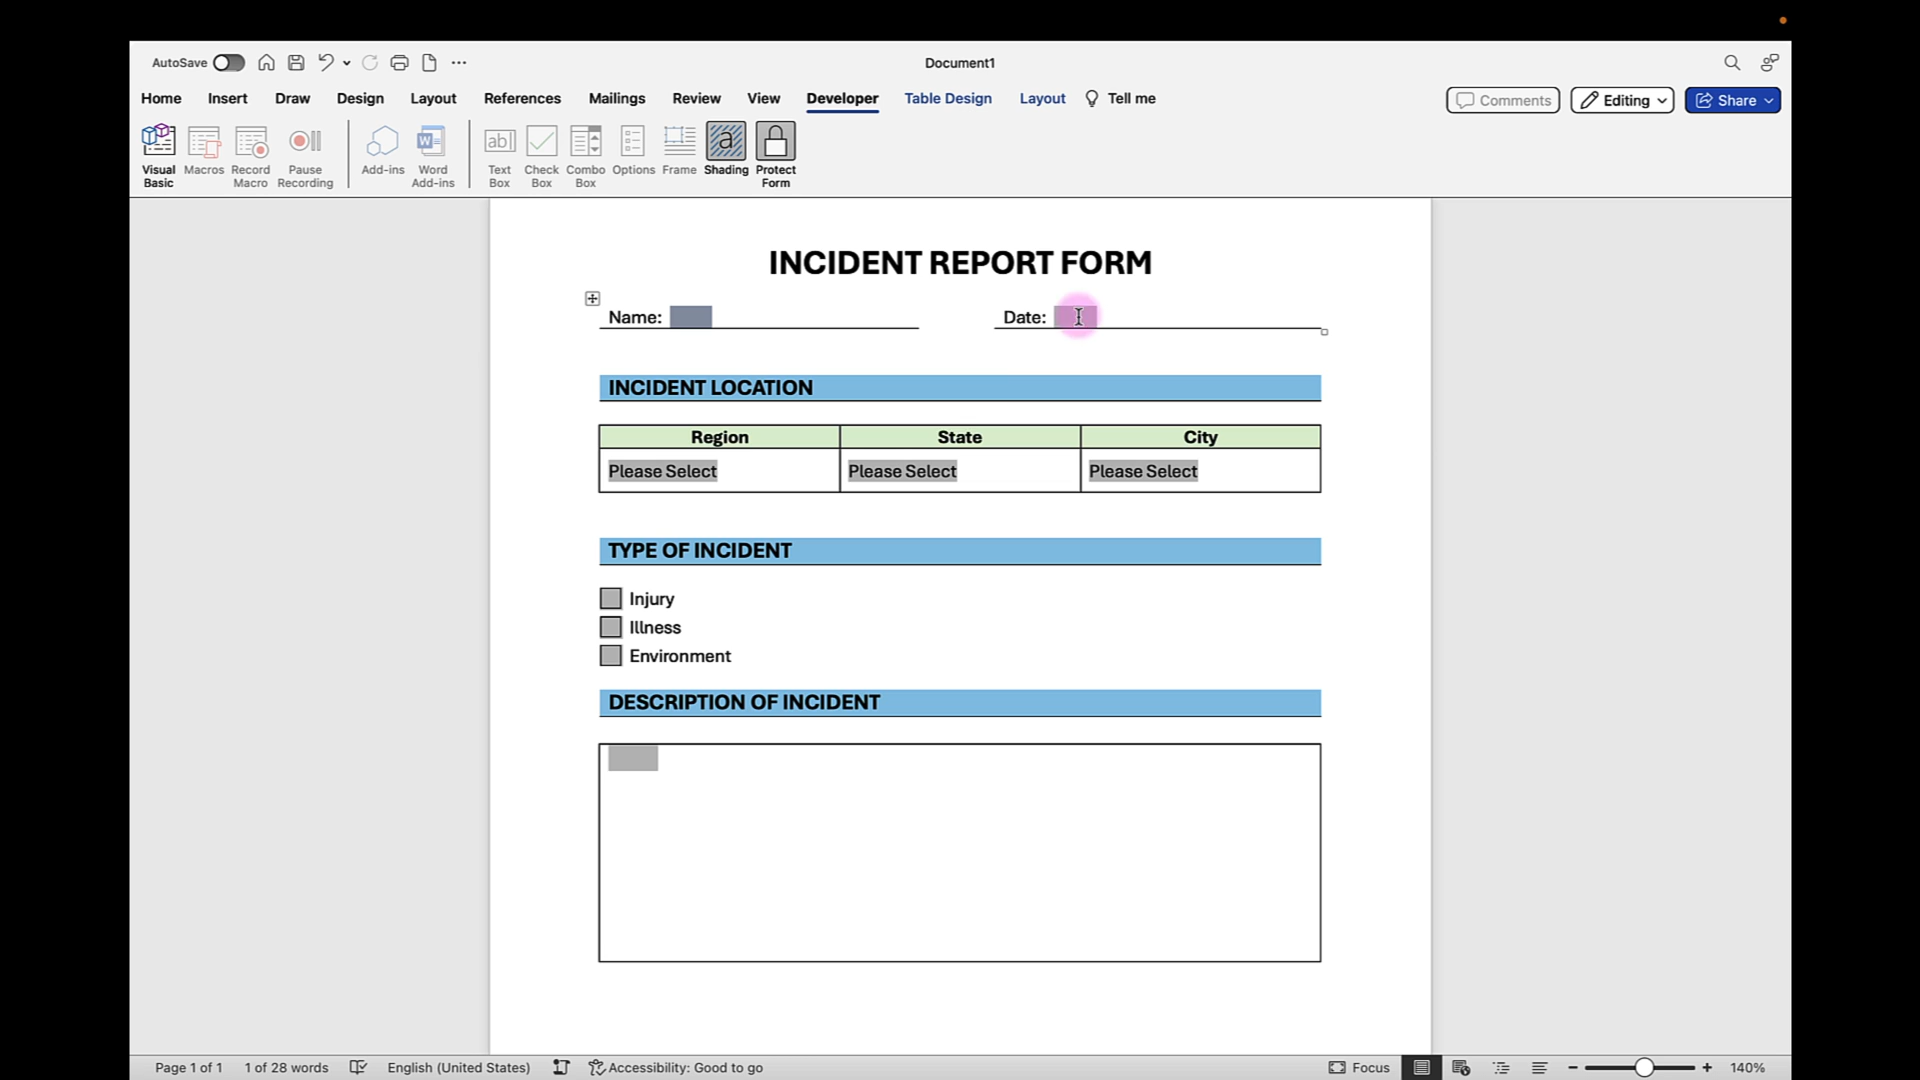 AutoSave
Document1
Home Insert Draw Design Layout References Mailings Review View Developer Table Design Layout Tell me
Comments Editing Share
Visual Basic Macros Record Macro Pause Recording Add-ins Word Add-ins Text Box Check Box Combo Box Options Frame Shading Protect Form
INCIDENT REPORT FORM
Name: Date:
INCIDENT LOCATION
Region State City
Please Select Please Select Please Select
TYPE OF INCIDENT
Injury
Illness
Environment
DESCRIPTION OF INCIDENT
Page 1 of 1 1 of 28 words English (United States) Accessibility: Good to go Focus 140%